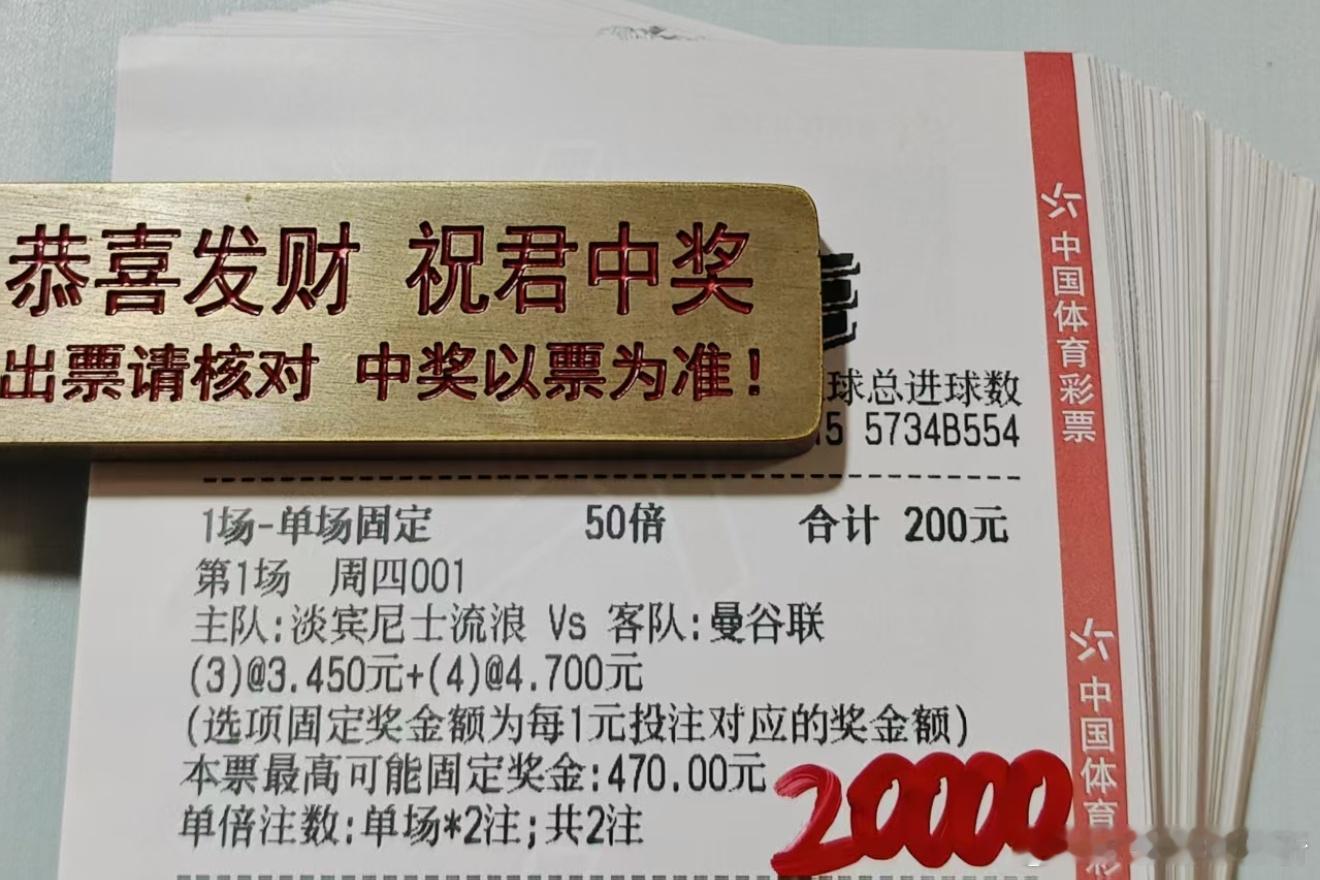 恭喜发财 祝君中奖
出票请核对 中奖以票为准!
球总进球数
15 5734B554
1场-单场固定 50倍 合计 200元
第1场 周四001
主队:淡宾尼士流浪 Vs 客队:曼谷联
(3)@3.450元+(4)@4.700元
(选项固定奖金额为每1元投注对应的奖金额)
本票最高可能固定奖金:470.00元
单倍注数:单场*2注;共2注
20000
中国体育彩票
中国体育彩